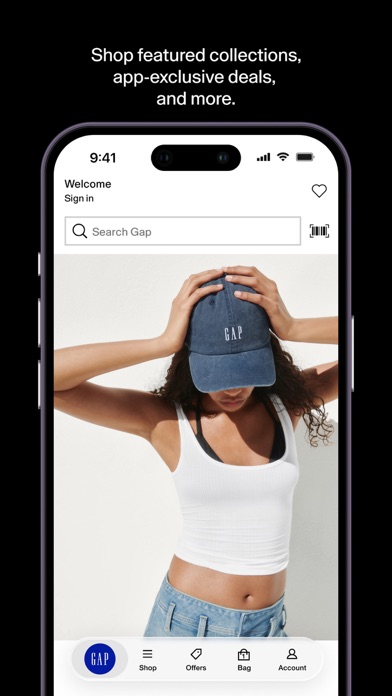 Shop featured collections,
app-exclusive deals,
and more.
9:41
Welcome
Sign in
Search Gap
GAP
GAP
Shop
Offers
1
Bag
Account